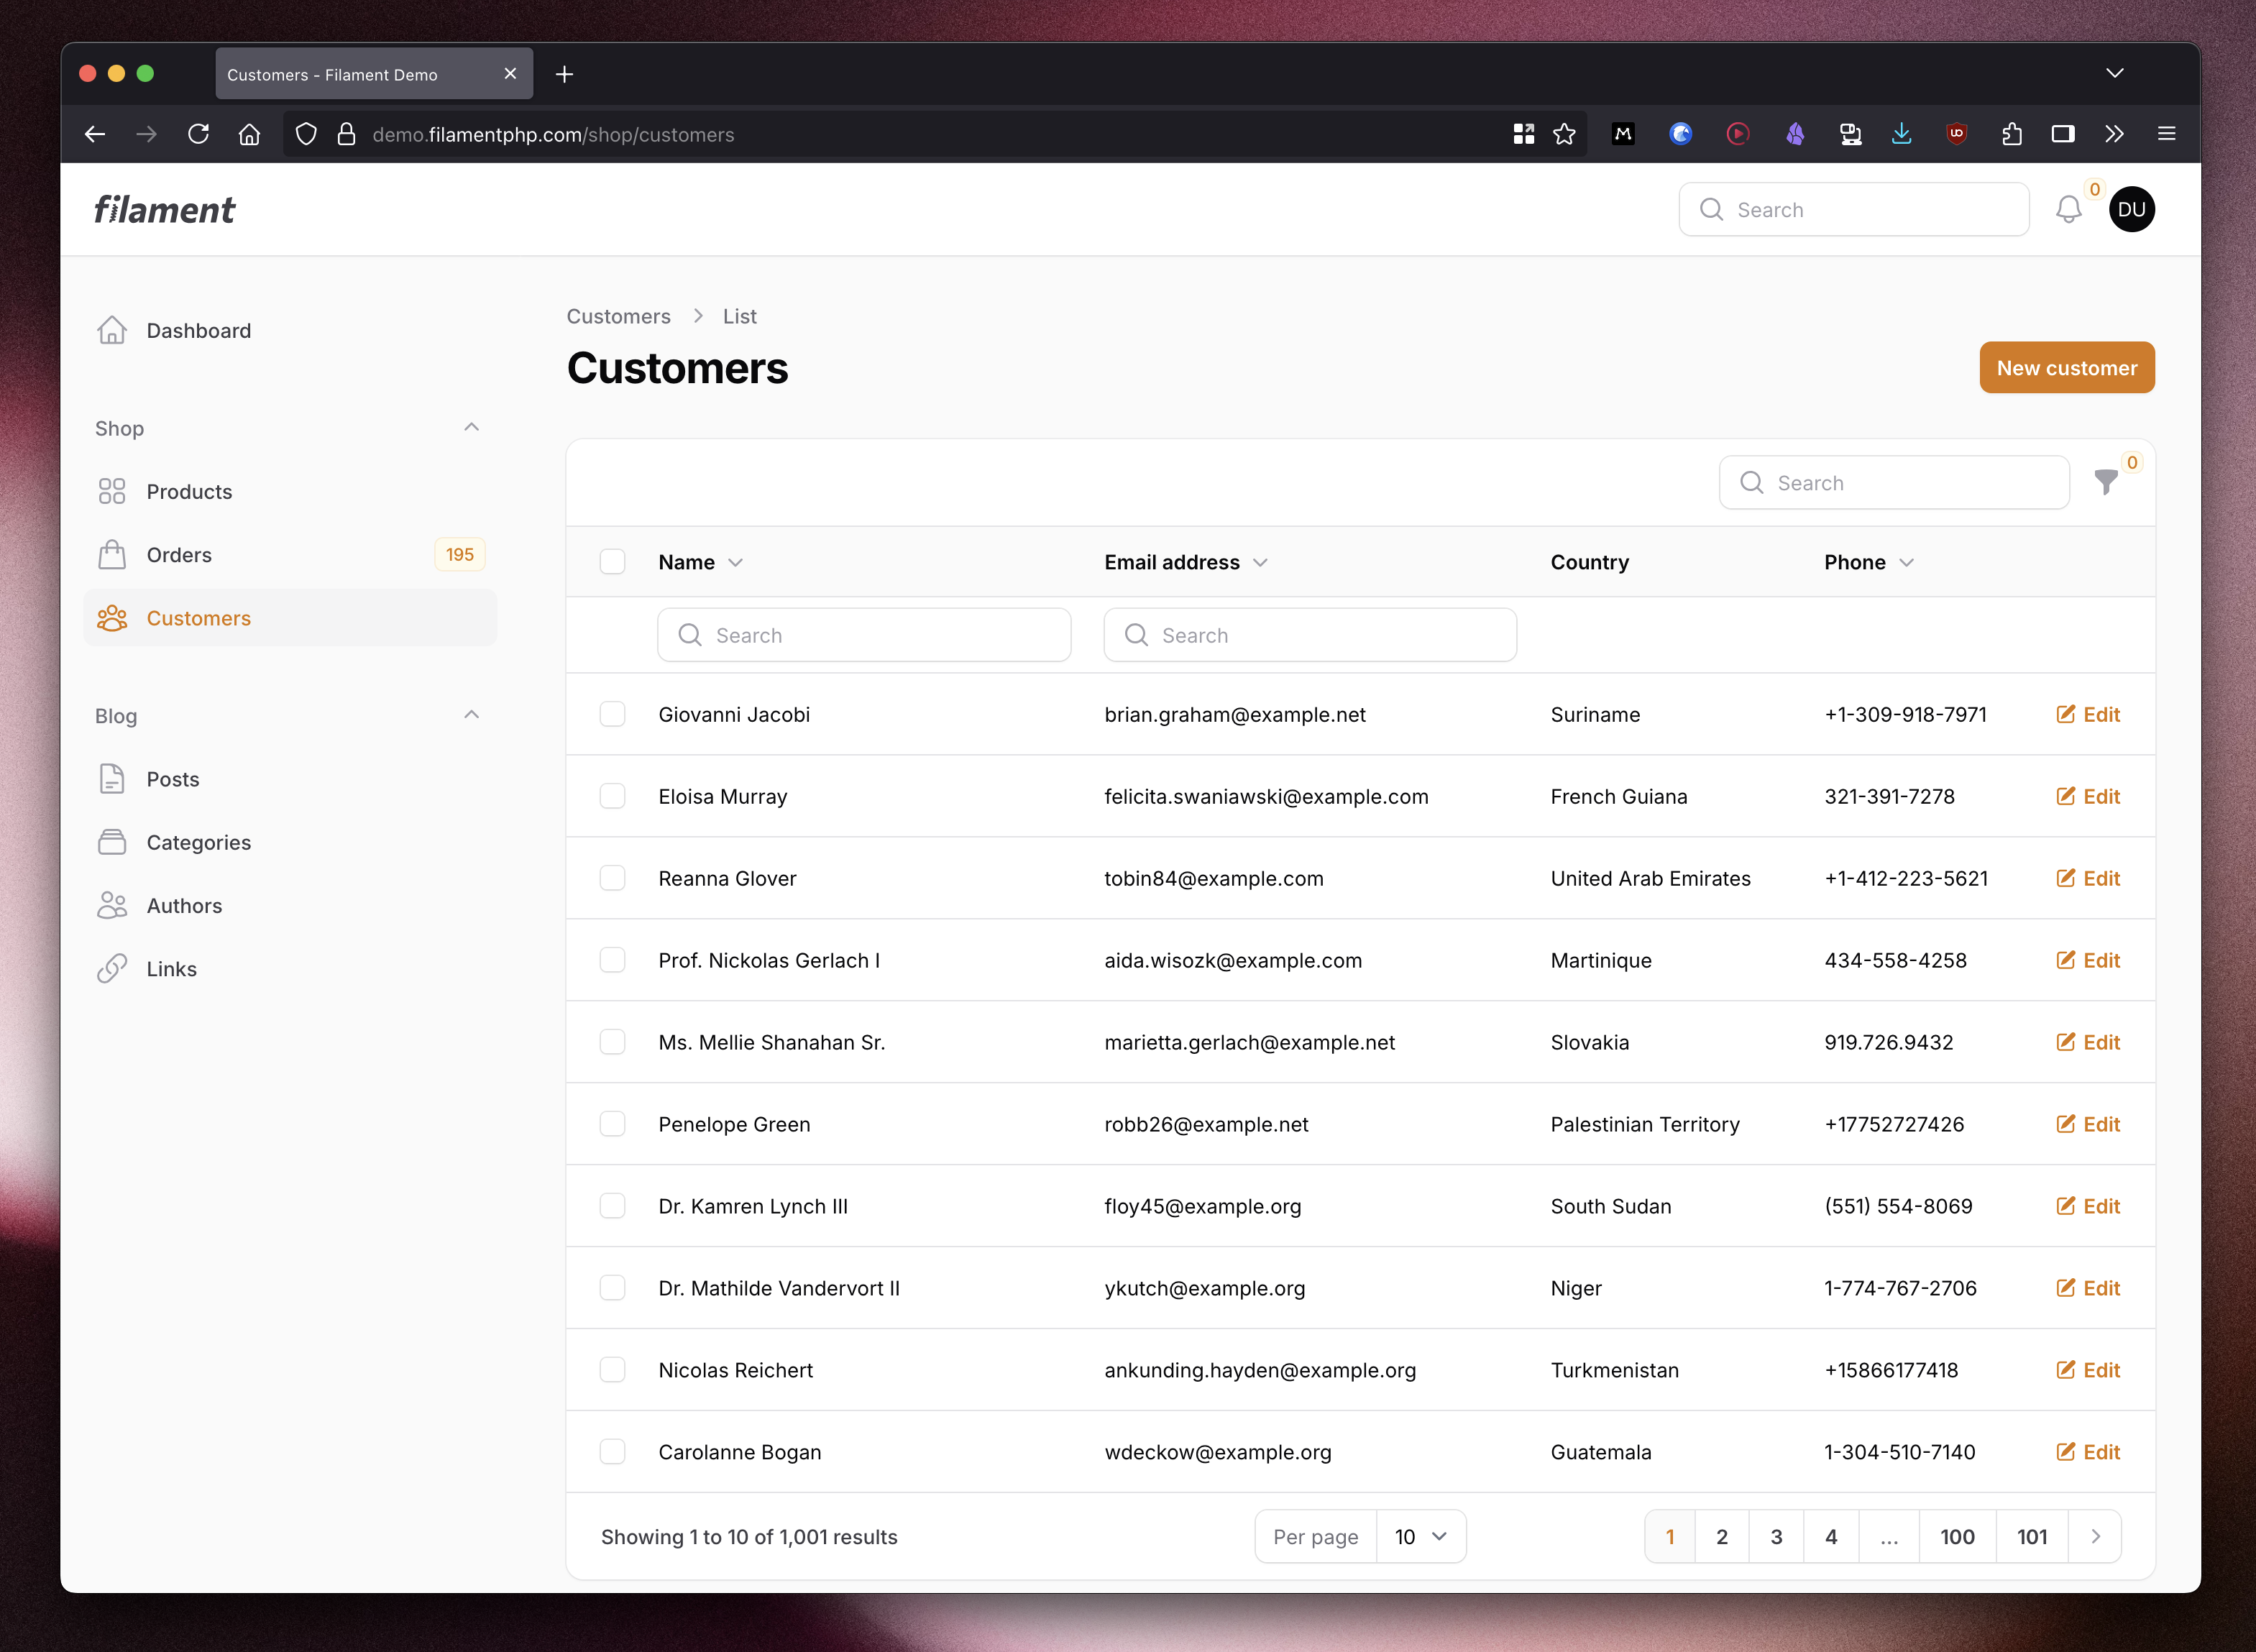 Customers - Filament Demo
demo.filamentphp.com/shop/customers
filament
Search
0
DU
Dashboard
Shop
Products
Orders 195
Customers
Blog
Posts
Categories
Authors
Links
Customers List
Customers
New customer
Search 0
Name Email address Country Phone
Search Search
Giovanni Jacobi brian.graham@example.net Suriname +1-309-918-7971 Edit
Eloisa Murray felicita.swaniawski@example.com French Guiana 321-391-7278 Edit
Reanna Glover tobin84@example.com United Arab Emirates +1-412-223-5621 Edit
Prof. Nickolas Gerlach I aida.wisozk@example.com Martinique 434-558-4258 Edit
Ms. Mellie Shanahan Sr. marietta.gerlach@example.net Slovakia 919.726.9432 Edit
Penelope Green robb26@example.net Palestinian Territory +17752727426 Edit
Dr. Kamren Lynch III floy45@example.org South Sudan (551) 554-8069 Edit
Dr. Mathilde Vandervort II ykutch@example.org Niger 1-774-767-2706 Edit
Nicolas Reichert ankunding.hayden@example.org Turkmenistan +15866177418 Edit
Carolanne Bogan wdeckow@example.org Guatemala 1-304-510-7140 Edit
Showing 1 to 10 of 1,001 results Per page 10 1 2 3 4 ... 100 101